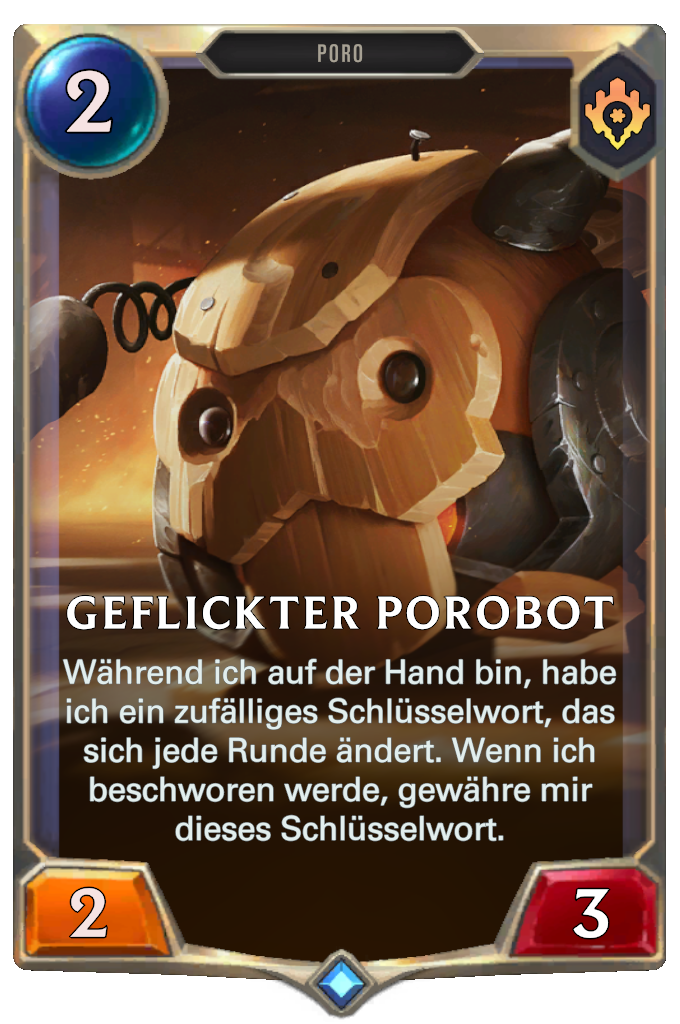 2
PORO
GEFLICKTER POROBOT
Während ich auf der Hand bin, habe
ich ein zufälliges Schlüsselwort, das
sich jede Runde ändert. Wenn ich
beschworen werde, gewähre mir
dieses Schlüsselwort.
2
3